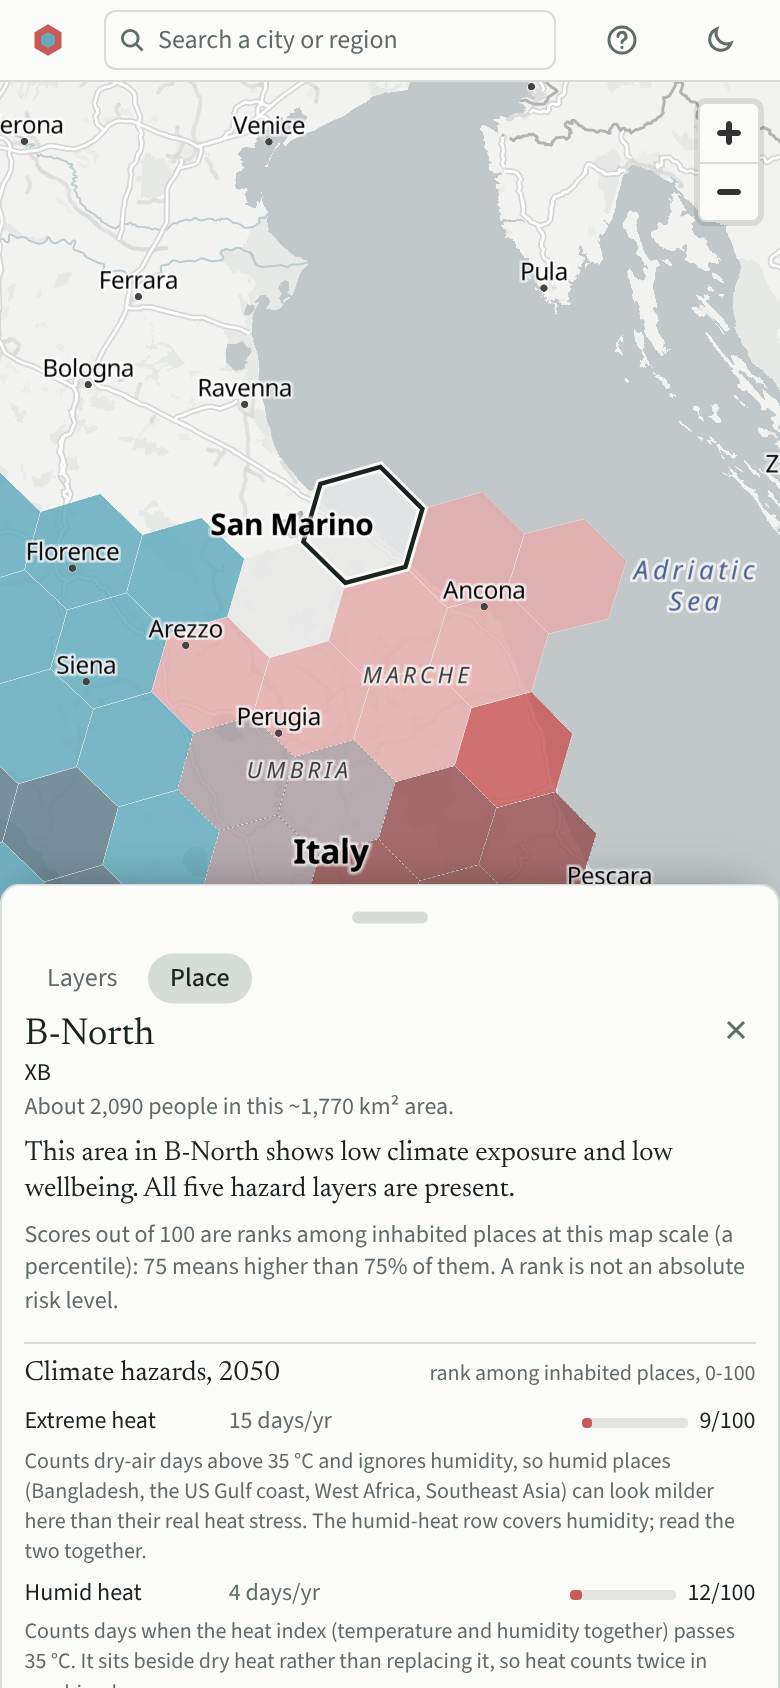 Search a city or region
erona
Venice
Ferrara
Pula
Bologna
Ravenna
Z
San Marino
Florence
Adriatic
Sea
Ancona
Arezzo
Siena
MARCHE
Perugia
UMBRIA
Italy
Pescara
Layers
Place
B-North
XB
About 2,090 people in this ~1,770 km² area.
This area in B-North shows low climate exposure and low
wellbeing. All five hazard layers are present.
Scores out of 100 are ranks among inhabited places at this map scale (a
percentile): 75 means higher than 75% of them. A rank is not an absolute
risk level.
Climate hazards, 2050 rank among inhabited places, 0-100
Extreme heat 15 days/yr 9/100
Counts dry-air days above 35 °C and ignores humidity, so humid places
(Bangladesh, the US Gulf coast, West Africa, Southeast Asia) can look milder
here than their real heat stress. The humid-heat row covers humidity; read the
two together.
Humid heat 4 days/yr 12/100
Counts days when the heat index (temperature and humidity together) passes
35 °C. It sits beside dry heat rather than replacing it, so heat counts twice in